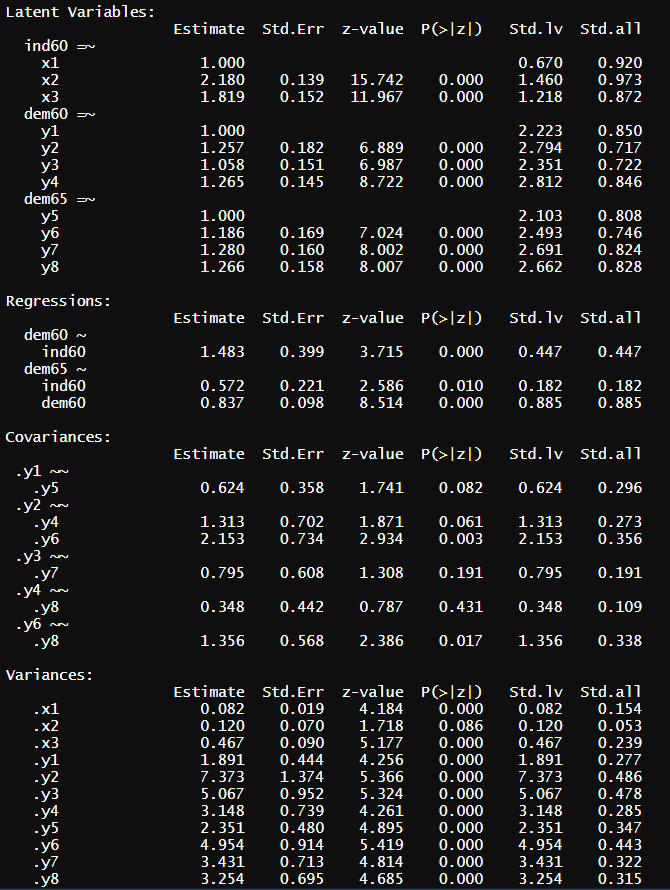 Latent Variables:
                   Estimate  Std.Err  z-value  P(>|z|)   Std.lv  Std.all
  ind60 =~
    x1                1.000                               0.670    0.920
    x2                2.180    0.139   15.742    0.000    1.460    0.973
    x3                1.819    0.152   11.967    0.000    1.218    0.872
  dem60 =~
    y1                1.000                               2.223    0.850
    y2                1.257    0.182    6.889    0.000    2.794    0.717
    y3                1.058    0.151    6.987    0.000    2.351    0.722
    y4                1.265    0.145    8.722    0.000    2.812    0.846
  dem65 =~
    y5                1.000                               2.103    0.808
    y6                1.186    0.169    7.024    0.000    2.493    0.746
    y7                1.280    0.160    8.002    0.000    2.691    0.824
    y8                1.266    0.158    8.007    0.000    2.662    0.828
Regressions:
                   Estimate  Std.Err  z-value  P(>|z|)   Std.lv  Std.all
  dem60 ~
    ind60             1.483    0.399    3.715    0.000    0.447    0.447
  dem65 ~
    ind60             0.572    0.221    2.586    0.010    0.182    0.182
    dem60             0.837    0.098    8.514    0.000    0.885    0.885
Covariances:
                   Estimate  Std.Err  z-value  P(>|z|)   Std.lv  Std.all
 .y1 ~~
   .y5                0.624    0.358    1.741    0.082    0.624    0.296
 .y2 ~~
   .y4                1.313    0.702    1.871    0.061    1.313    0.273
   .y6                2.153    0.734    2.934    0.003    2.153    0.356
 .y3 ~~
   .y7                0.795    0.608    1.308    0.191    0.795    0.191
 .y4 ~~
   .y8                0.348    0.442    0.787    0.431    0.348    0.109
 .y6 ~~
   .y8                1.356    0.568    2.386    0.017    1.356    0.338
Variances:
                   Estimate  Std.Err  z-value  P(>|z|)   Std.lv  Std.all
   .x1                0.082    0.019    4.184    0.000    0.082    0.154
   .x2                0.120    0.070    1.718    0.086    0.120    0.053
   .x3                0.467    0.090    5.177    0.000    0.467    0.239
   .y1                1.891    0.444    4.256    0.000    1.891    0.277
   .y2                7.373    1.374    5.366    0.000    7.373    0.486
   .y3                5.067    0.952    5.324    0.000    5.067    0.478
   .y4                3.148    0.739    4.261    0.000    3.148    0.285
   .y5                2.351    0.480    4.895    0.000    2.351    0.347
   .y6                4.954    0.914    5.419    0.000    4.954    0.443
   .y7                3.431    0.713    4.814    0.000    3.431    0.322
   .y8                3.254    0.695    4.685    0.000    3.254    0.315